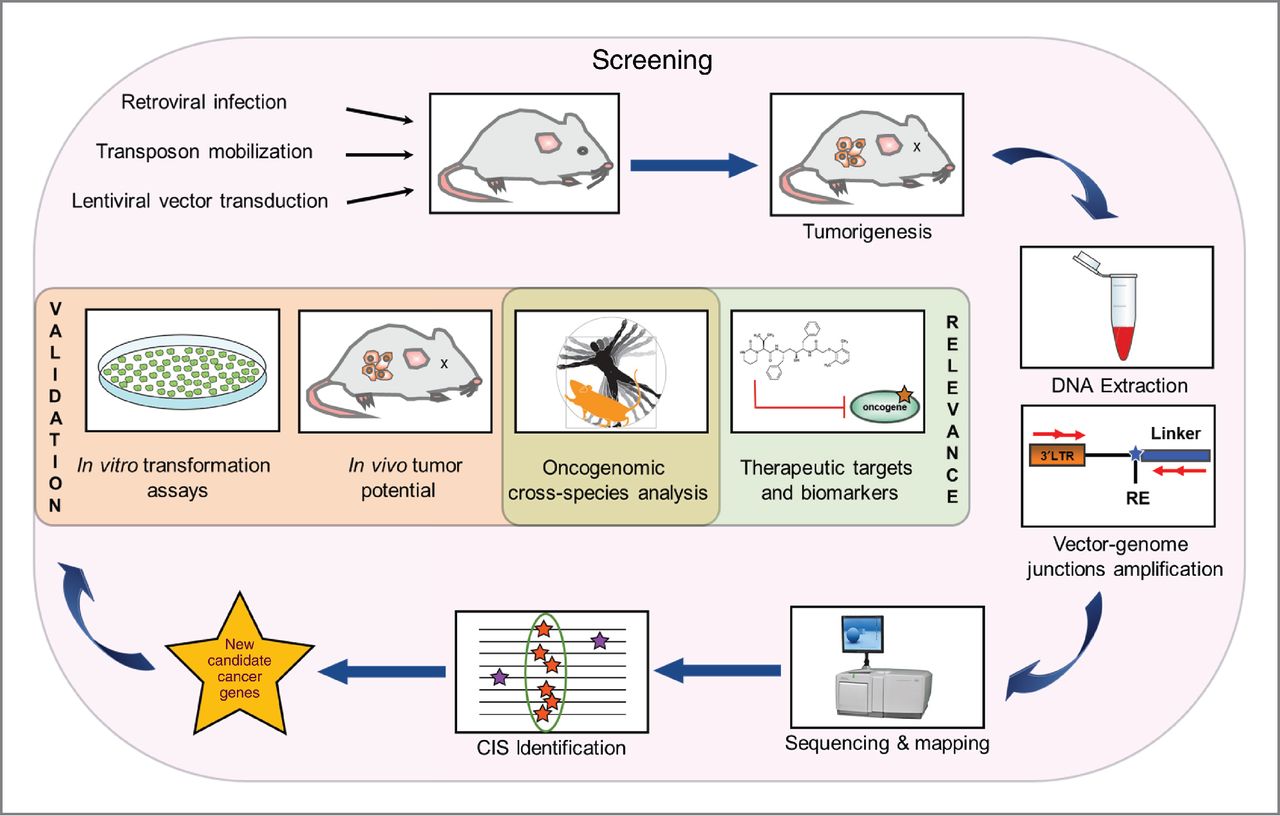 Screening
Retroviral infection
Transposon mobilization
Lentiviral vector transduction
x
Tumorigenesis
DNA Extraction
3′LTR
Linker
RE
Vector-genome
junctions amplification
Sequencing & mapping
CIS Identification
New
candidate
cancer
genes
VALIDATION
In vitro transformation
assays
x
In vivo tumor
potential
Oncogenomic
cross-species analysis
oncogene
Therapeutic targets
and biomarkers
RELEVANCE